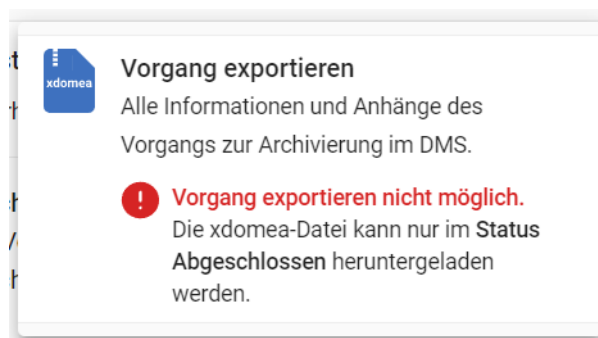 xdomea
Vorgang exportieren
Alle Informationen und Anhänge des
Vorgangs zur Archivierung im DMS.
Vorgang exportieren nicht möglich.
Die xdomea-Datei kann nur im Status
Abgeschlossen heruntergeladen
werden.